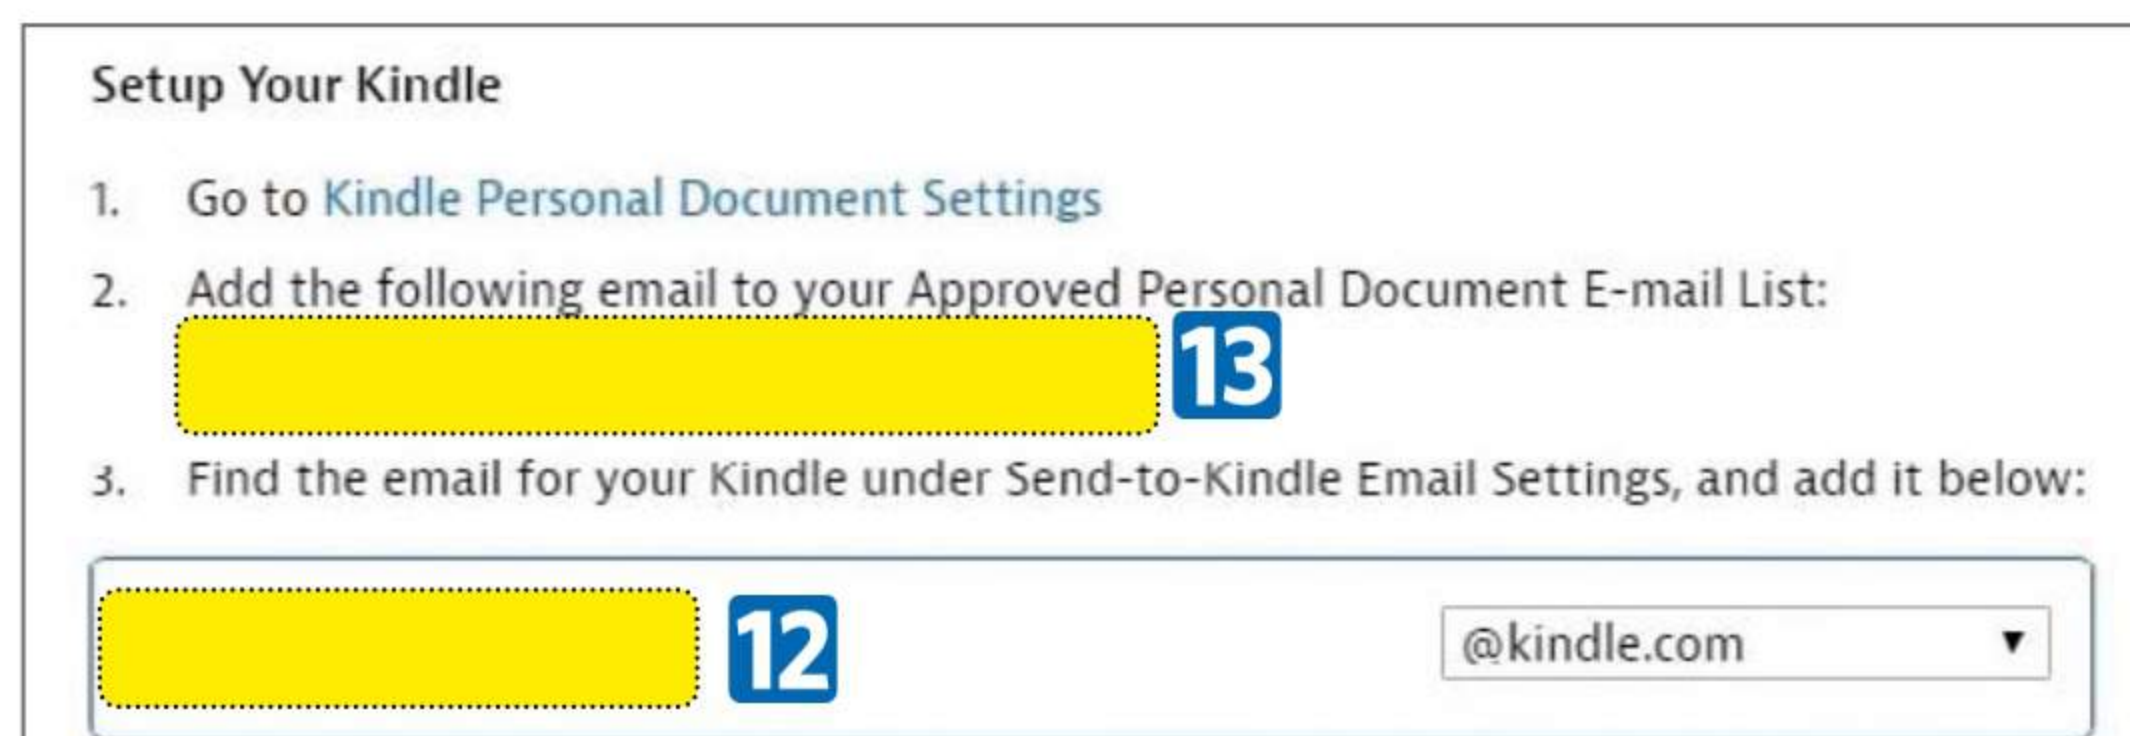 Setup Your Kindle
1. Go to Kindle Personal Document Settings
2. Add the following email to your Approved Personal Document E-mail List:
13
3. Find the email for your Kindle under Send-to-Kindle Email Settings, and add it below:
12 @kindle.com